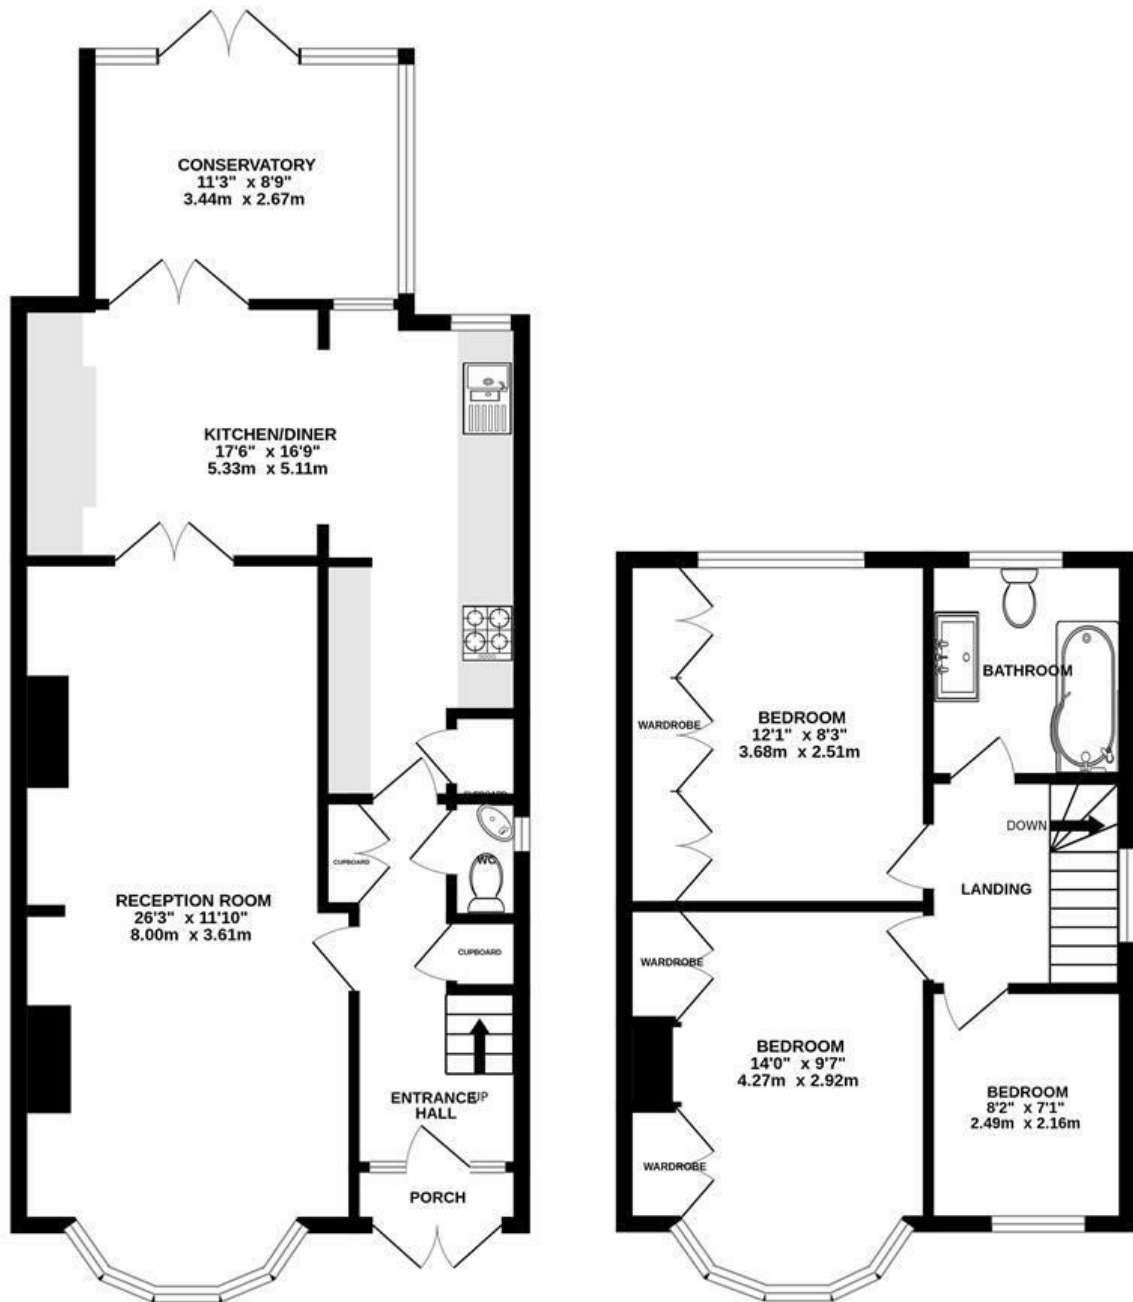 CONSERVATORY
11'3" x 8'9"
3.44m x 2.67m
KITCHEN/DINER
17'6" x 16'9"
5.33m x 5.11m
CUPBOARD
WC
CUPBOARD
RECEPTION ROOM
26'3" x 11'10"
8.00m x 3.61m
CUPBOARD
UP
ENTRANCE
HALL
PORCH
BATHROOM
WARDROBE
BEDROOM
12'1" x 8'3"
3.68m x 2.51m
DOWN
LANDING
WARDROBE
BEDROOM
14'0" x 9'7"
4.27m x 2.92m
BEDROOM
8'2" x 7'1"
2.49m x 2.16m
WARDROBE